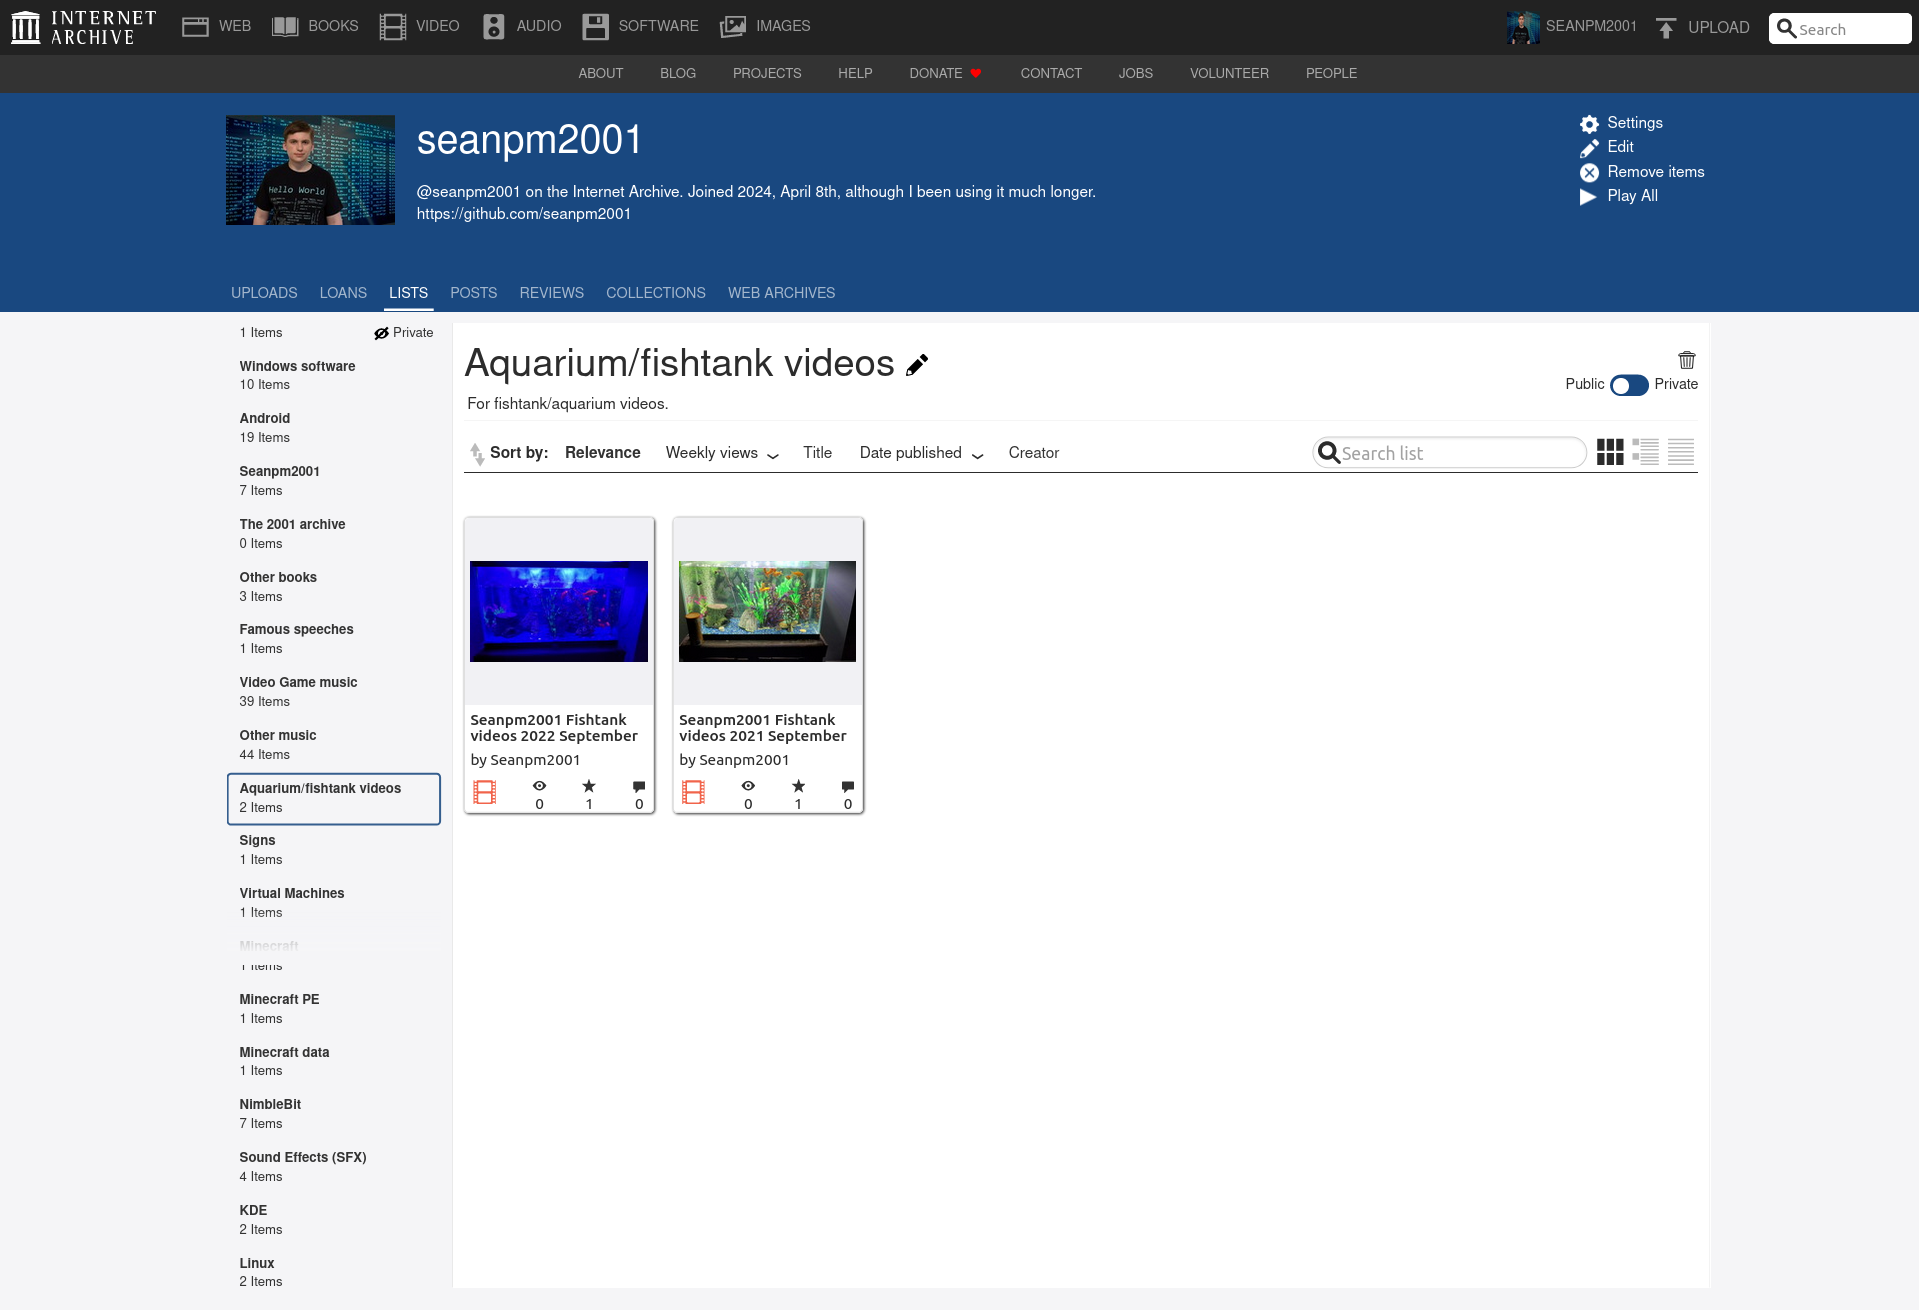 INTERNET
ARCHIVE
WEB
BOOKS
VIDEO
AUDIO
SOFTWARE
IMAGES
SEANPM2001
UPLOAD
Search
ABOUT
BLOG
PROJECTS
HELP
DONATE
CONTACT
JOBS
VOLUNTEER
PEOPLE
Hello World
seanpm2001
@seanpm2001 on the Internet Archive. Joined 2024, April 8th, although I been using it much longer.
https://github.com/seanpm2001
Settings
Edit
Remove items
Play All
UPLOADS
LOANS
LISTS
POSTS
REVIEWS
COLLECTIONS
WEB ARCHIVES
1 Items
Private
Windows software
10 Items
Android
19 Items
Seanpm2001
7 Items
The 2001 archive
0 Items
Other books
3 Items
Famous speeches
1 Items
Video Game music
39 Items
Other music
44 Items
Aquarium/fishtank videos
2 Items
Signs
1 Items
Virtual Machines
1 Items
Minecraft
1 Items
Minecraft PE
1 Items
Minecraft data
1 Items
NimbleBit
7 Items
Sound Effects (SFX)
4 Items
KDE
2 Items
Linux
2 Items
Aquarium/fishtank videos
For fishtank/aquarium videos.
Public
Private
Sort by:
Relevance
Weekly views
Title
Date published
Creator
Search list
Seanpm2001 Fishtank
videos 2022 September
by Seanpm2001
0
1
0
Seanpm2001 Fishtank
videos 2021 September
by Seanpm2001
0
1
0